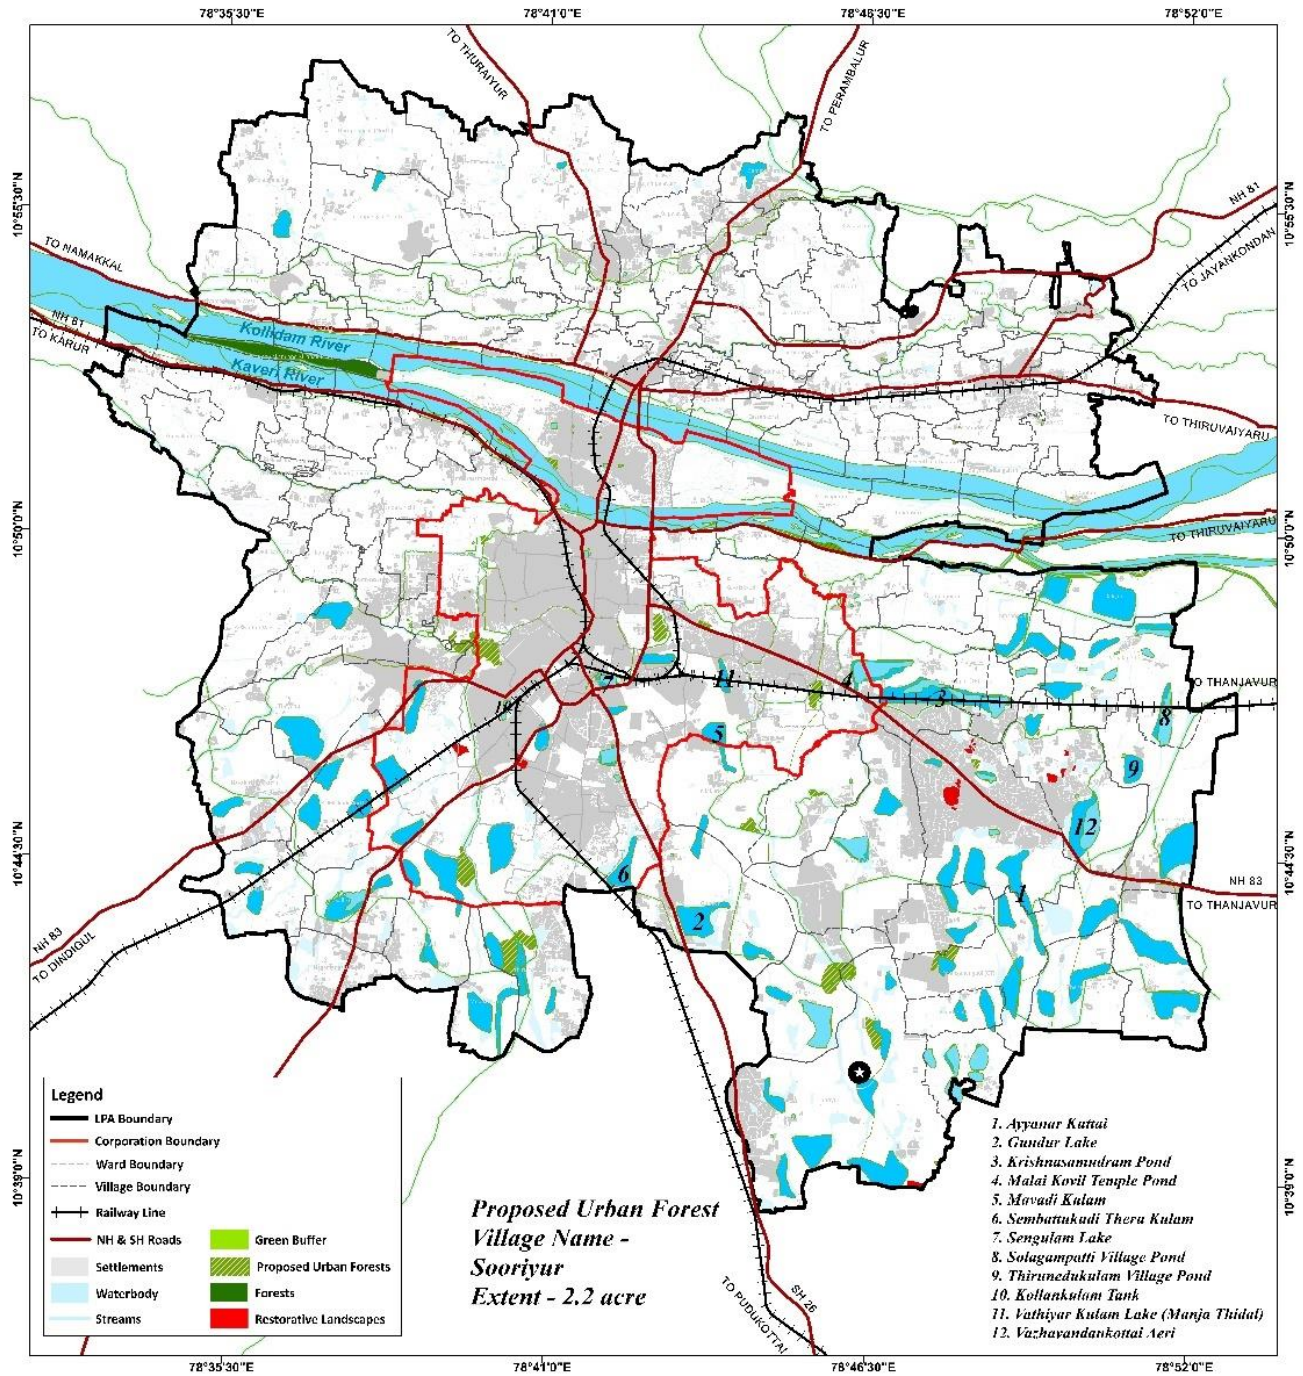 78°35'30"E
78°41'0"E
78°46'30"E
78°52'0"E
TO THURAIYUR
TO PERAMBALUR
10°55'30"N
10°55'30"N
NH 81
TO JAYANKONDAN
TO NAMAKKAL
NH 81
TO KARUR
Kollidam River
Kaveri River
TO THIRUVAIYARU
10°50'0"N
10°50'0"N
TO THIRUVAIYARU
TO THANJAVUR
7
11
4
3
8
10
5
9
12
10°44'30"N
10°44'30"N
6
1
2
NH 83
TO THANJAVUR
NH 83
TO DINDIGUL
10°39'0"N
10°39'0"N
Legend
LPA Boundary
Corporation Boundary
Ward Boundary
Village Boundary
Railway Line
NH & SH Roads
Settlements
Waterbody
Streams
Green Buffer
Proposed Urban Forests
Forests
Restorative Landscapes
Proposed Urban Forest
Village Name -
Sooriyur
Extent - 2.2 acre
TO PUDUKOTTAI
SH 26
1. Ayyanar Kuttai
2. Gundur Lake
3. Krishnasamudram Pond
4. Malai Kovil Temple Pond
5. Mavadi Kulam
6. Sembattukadi Theru Kulam
7. Sengulam Lake
8. Solagampatti Village Pond
9. Thirunedukulam Village Pond
10. Kollankulam Tank
11. Vathiyar Kulam Lake (Manja Thidal)
12. Vazhavandankottai Aeri
78°35'30"E
78°41'0"E
78°46'30"E
78°52'0"E